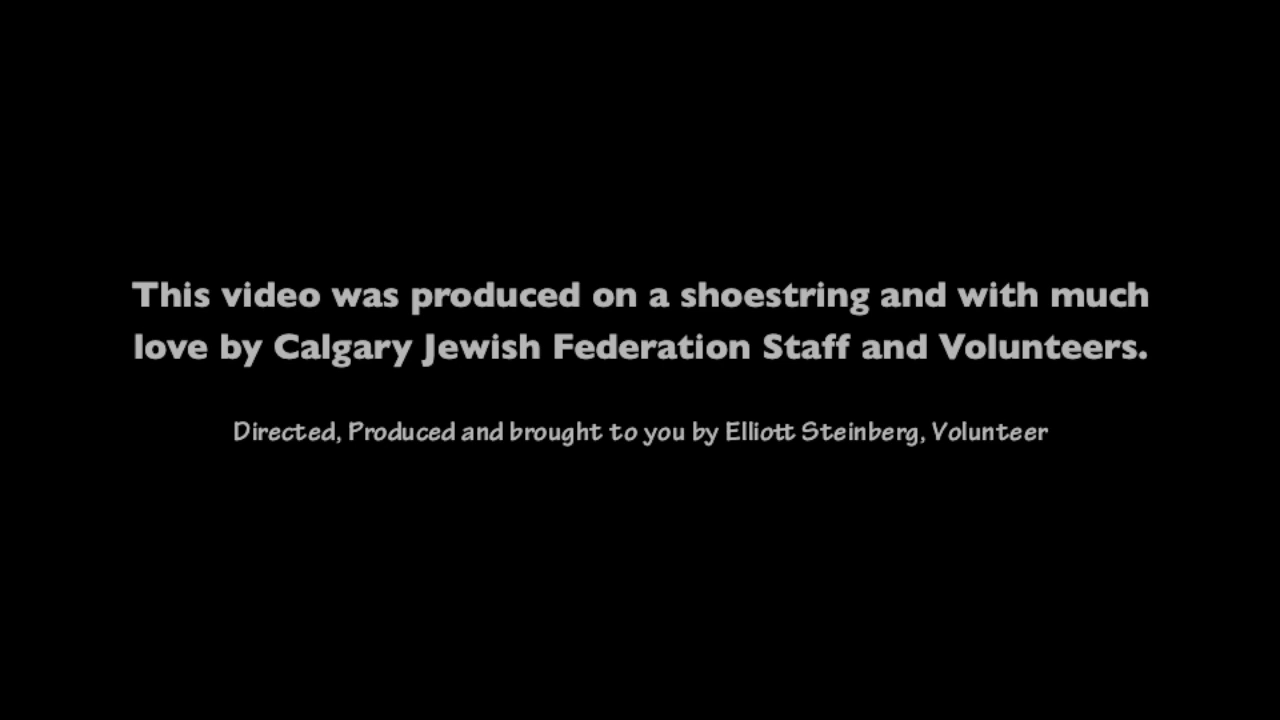 This video was produced on a shoestring and with much
love by Calgary Jewish Federation Staff and Volunteers.
Directed, Produced and brought to you by Elliott Steinberg, Volunteer